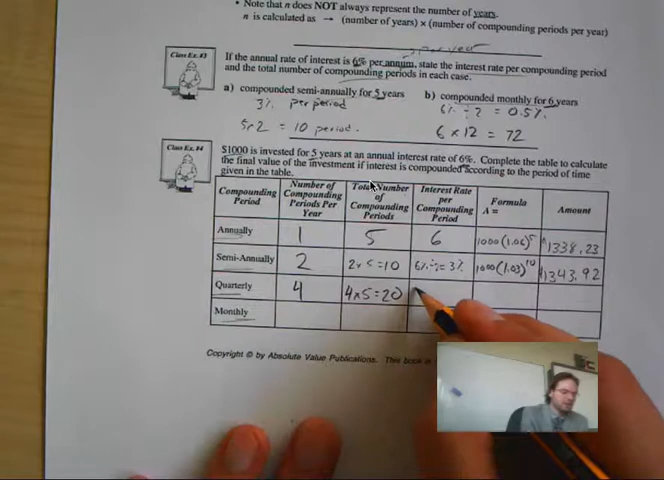 • Note that n does NOT always represent the number of years.
n is calculated as → (number of years) × (number of compounding periods per year)
Class Ex. #3
If the annual rate of interest is 6% per annum, state the interest rate per compounding period
and the total number of compounding periods in each case.
a) compounded semi-annually for 5 years
b) compounded monthly for 6 years
3% per period
6% ÷ 2 = 0.5%
5×2 = 10 period.
6 × 12 = 72
Class Ex. #4
$1000 is invested for 5 years at an annual interest rate of 6%. Complete the table to calculate
the final value of the investment if interest is compounded according to the period of time
given in the table.
Compounding Period
Number of Compounding Periods Per Year
Total Number of Compounding Periods
Interest Rate per Compounding Period
Formula A =
Amount
Annually 1 5 6 1000(1.06)^5 $1338.23
Semi-Annually 2 2×5=10 6%÷2=3% 1000(1.03)^10 $1343.92
Quarterly 4 4×5=20
Monthly
Copyright © by Absolute Value Publications. This book is